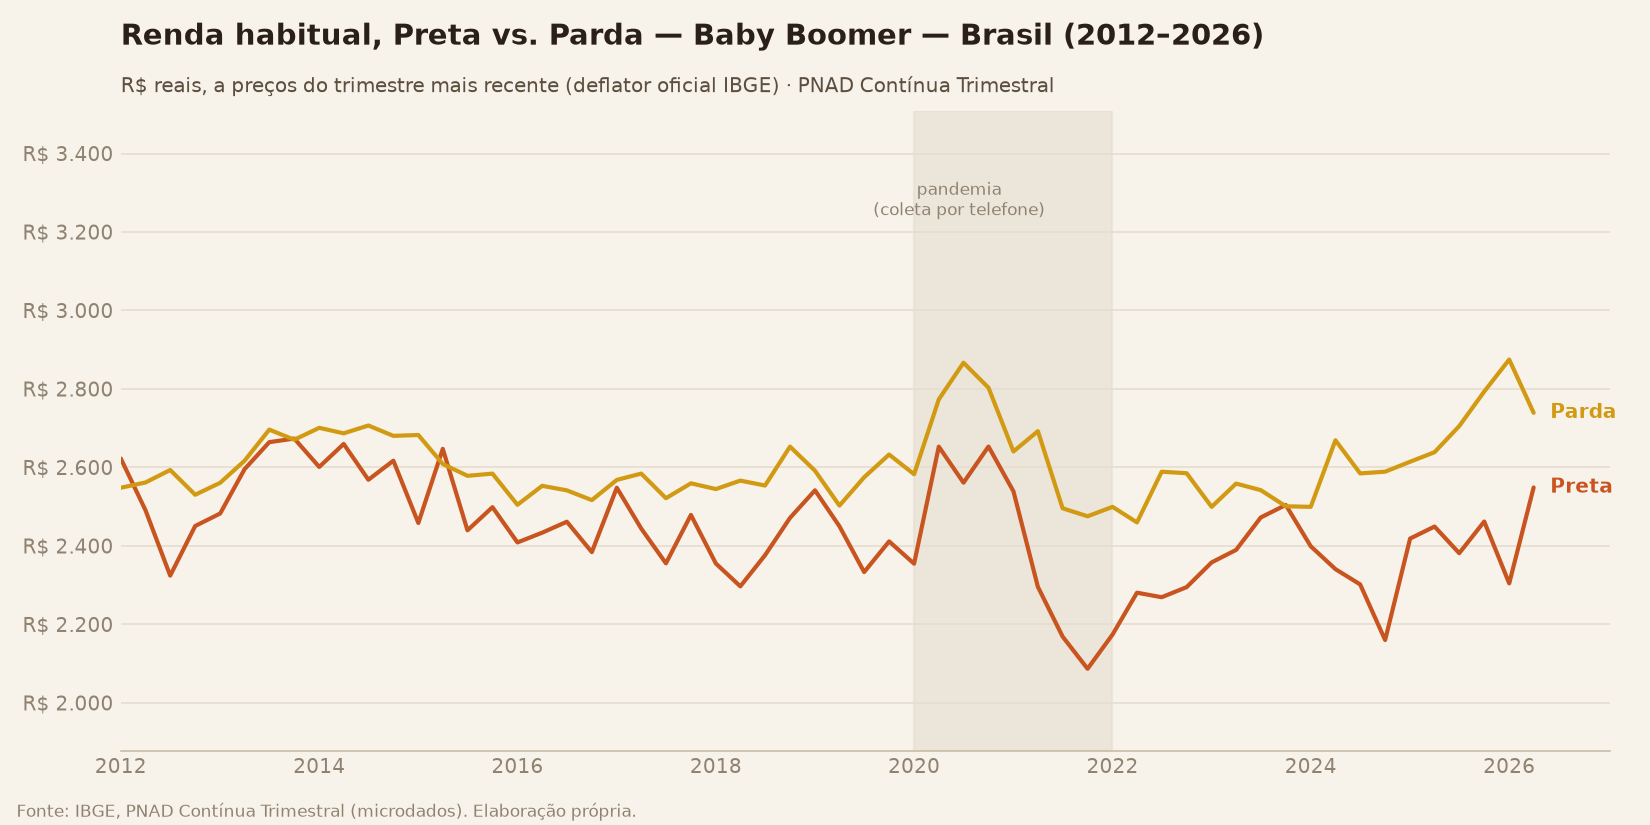 Renda habitual, Preta vs. Parda — Baby Boomer — Brasil (2012–2026)
R$ reais, a preços do trimestre mais recente (deflator oficial IBGE) · PNAD Contínua Trimestral
R$ 3.400
pandemia
(coleta por telefone)
R$ 3.200
R$ 3.000
R$ 2.800
Parda
R$ 2.600
Preta
R$ 2.400
R$ 2.200
R$ 2.000
2012 2014 2016 2018 2020 2022 2024 2026
Fonte: IBGE, PNAD Contínua Trimestral (microdados). Elaboração própria.